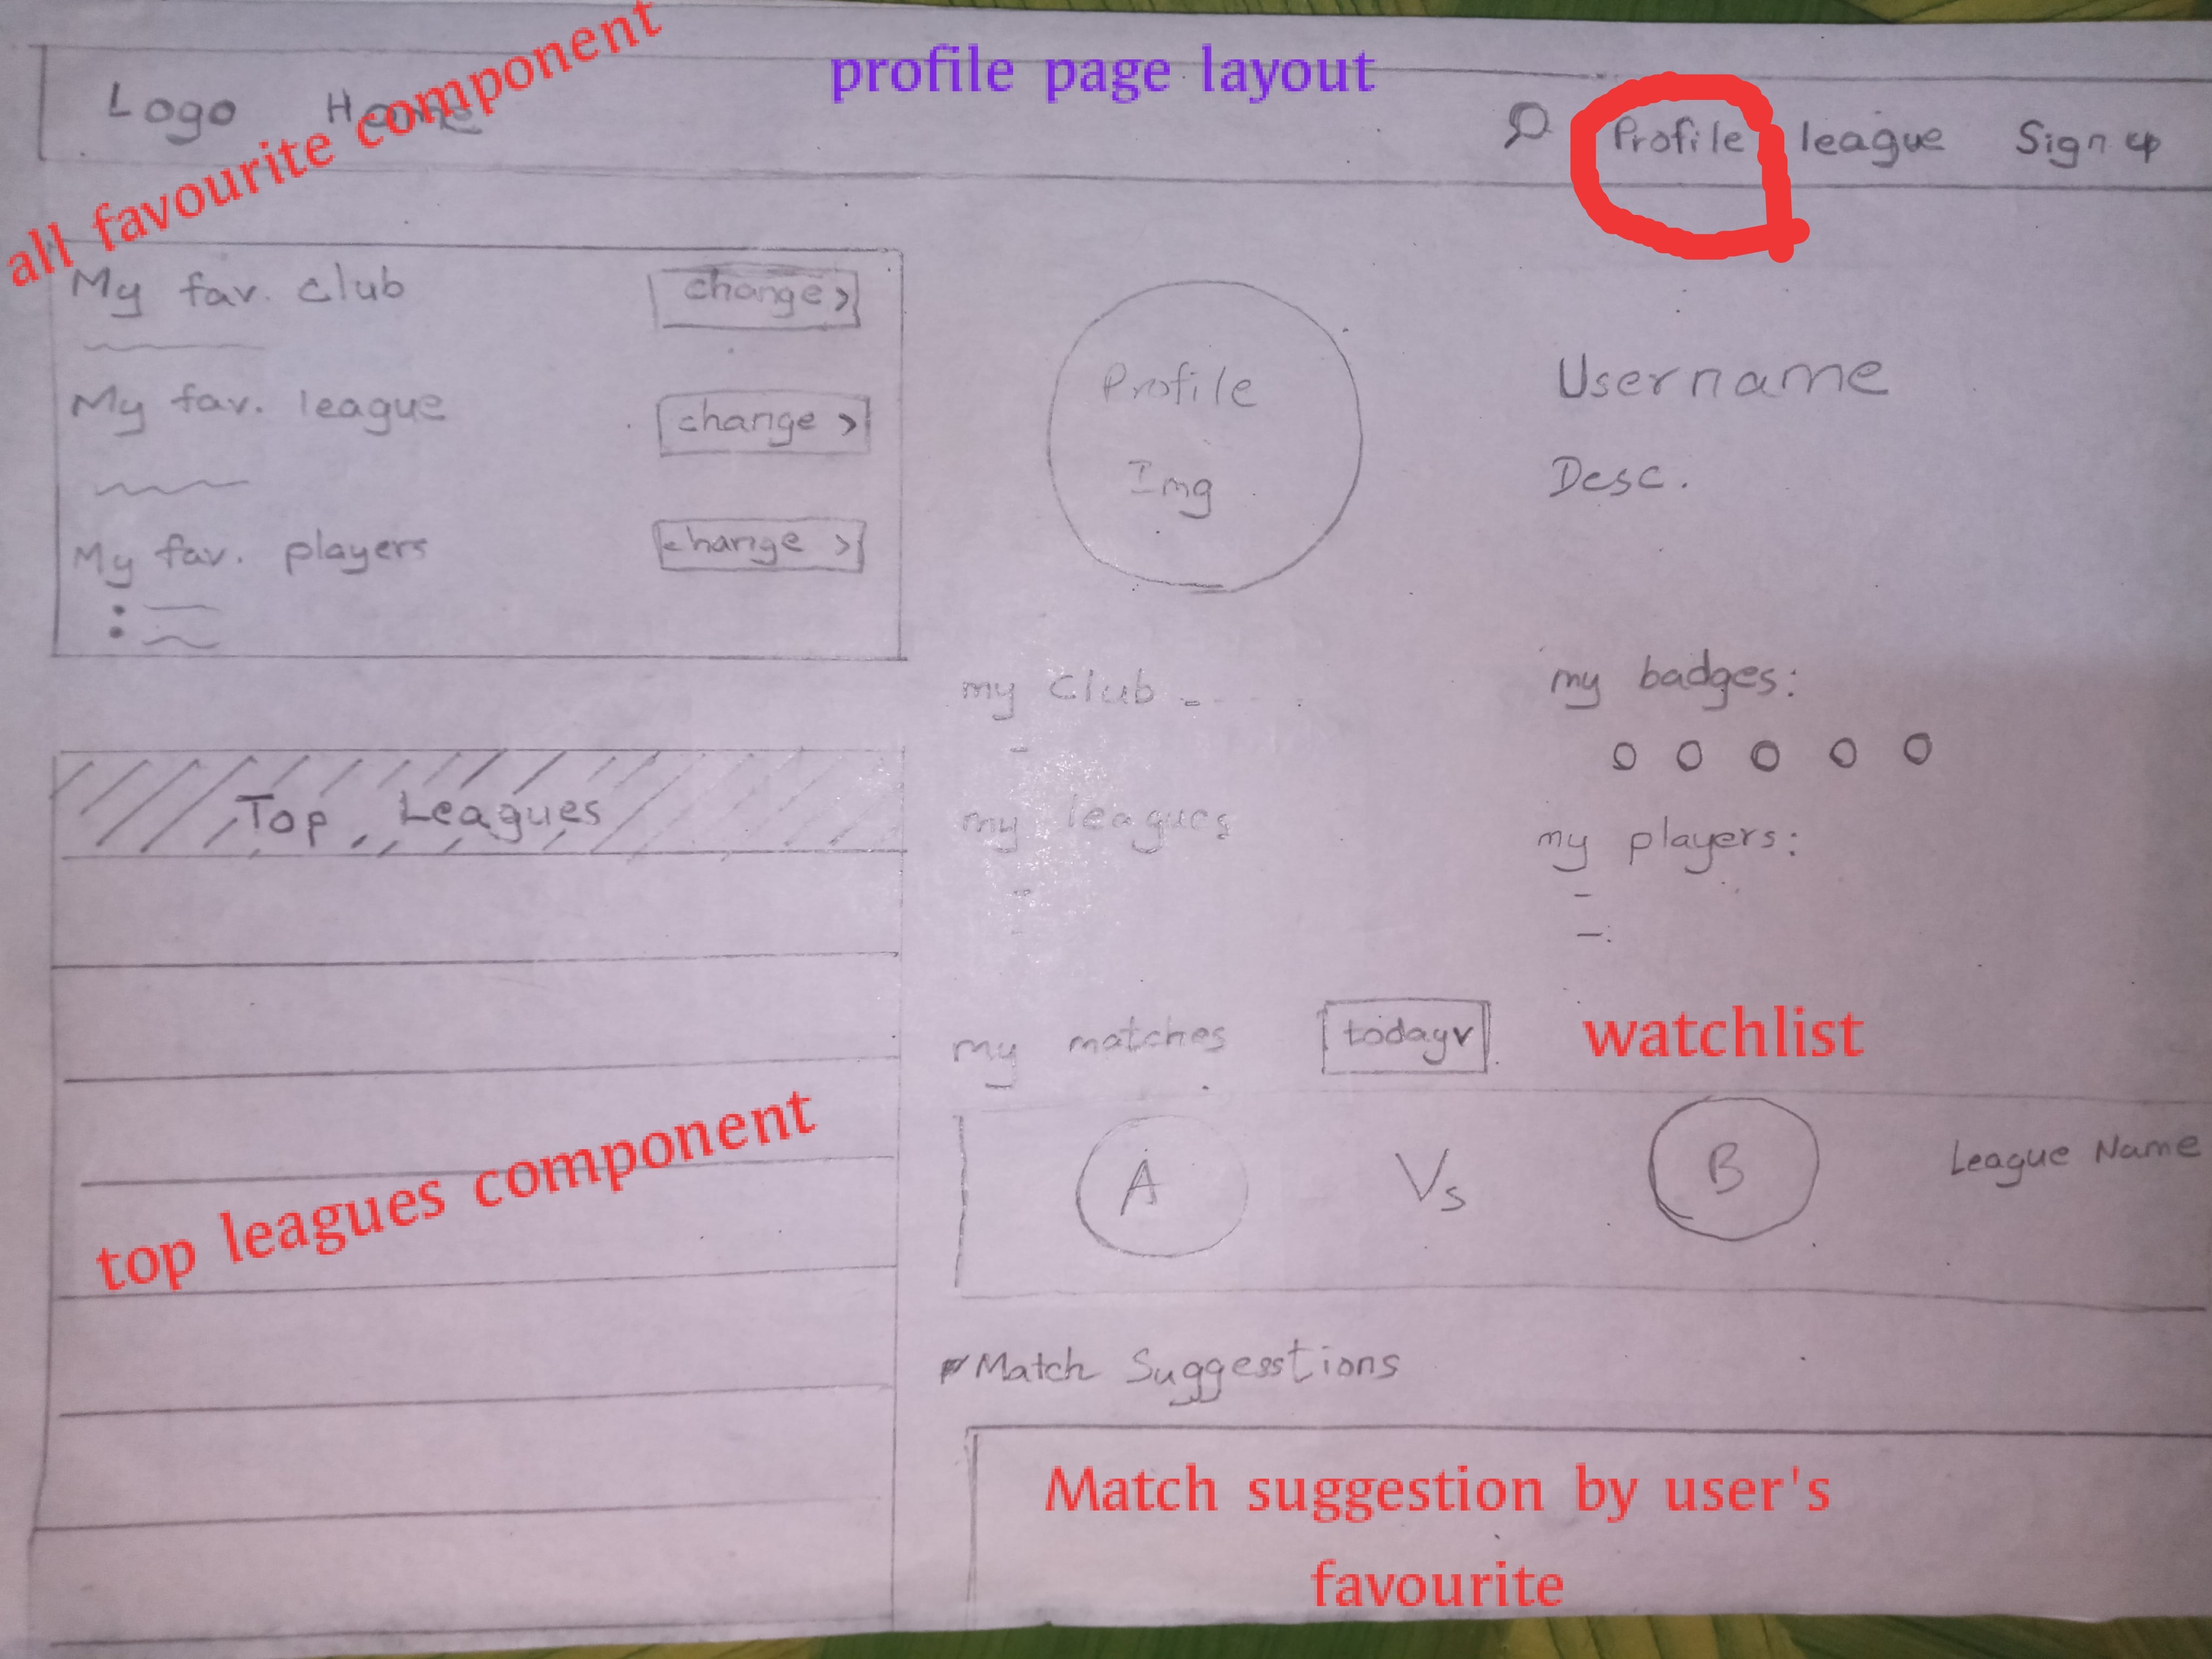 profile page layout
Logo Home
Profile league Sign up
all favourite component
My fav. club change >
My fav. league change >
My fav. players change >
Profile
Img
Username
Desc.
my club
my leagues
my badges:
my players:
Top Leagues
top leagues component
my matches today v
watchlist
A Vs B League Name
Match Suggesstions
Match suggestion by user's
favourite